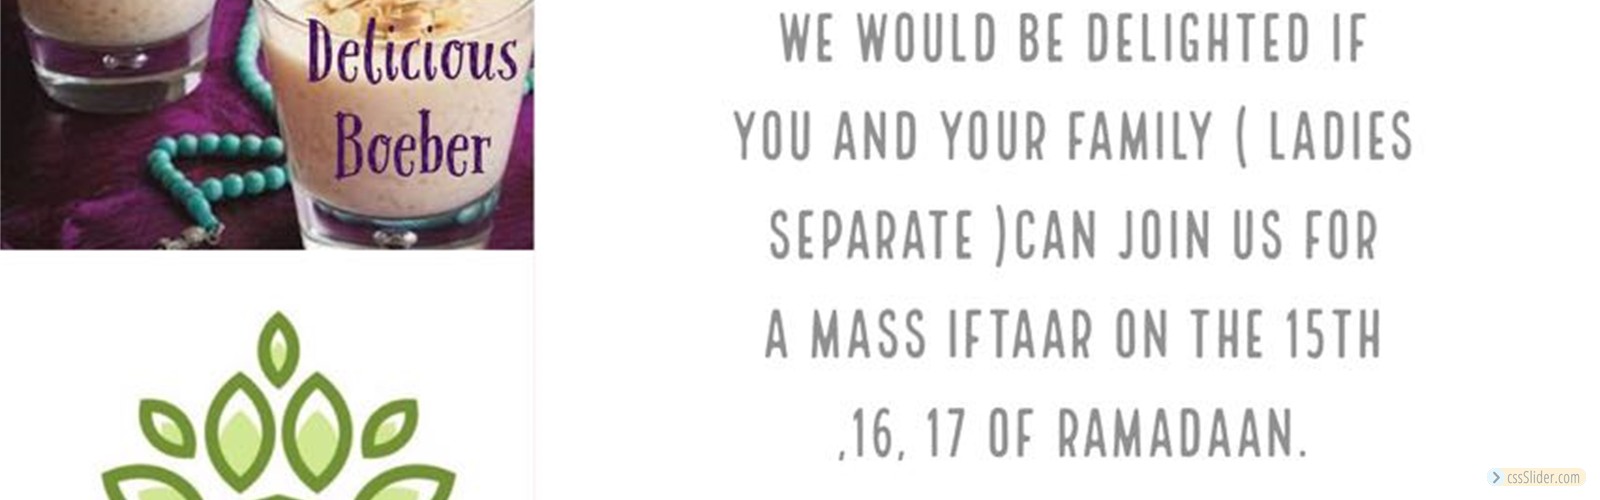 Delicious
Boeber
WE WOULD BE DELIGHTED IF
YOU AND YOUR FAMILY ( LADIES
SEPARATE )CAN JOIN US FOR
A MASS IFTAAR ON THE 15TH
,16, 17 OF RAMADAAN.
cssSlider.com